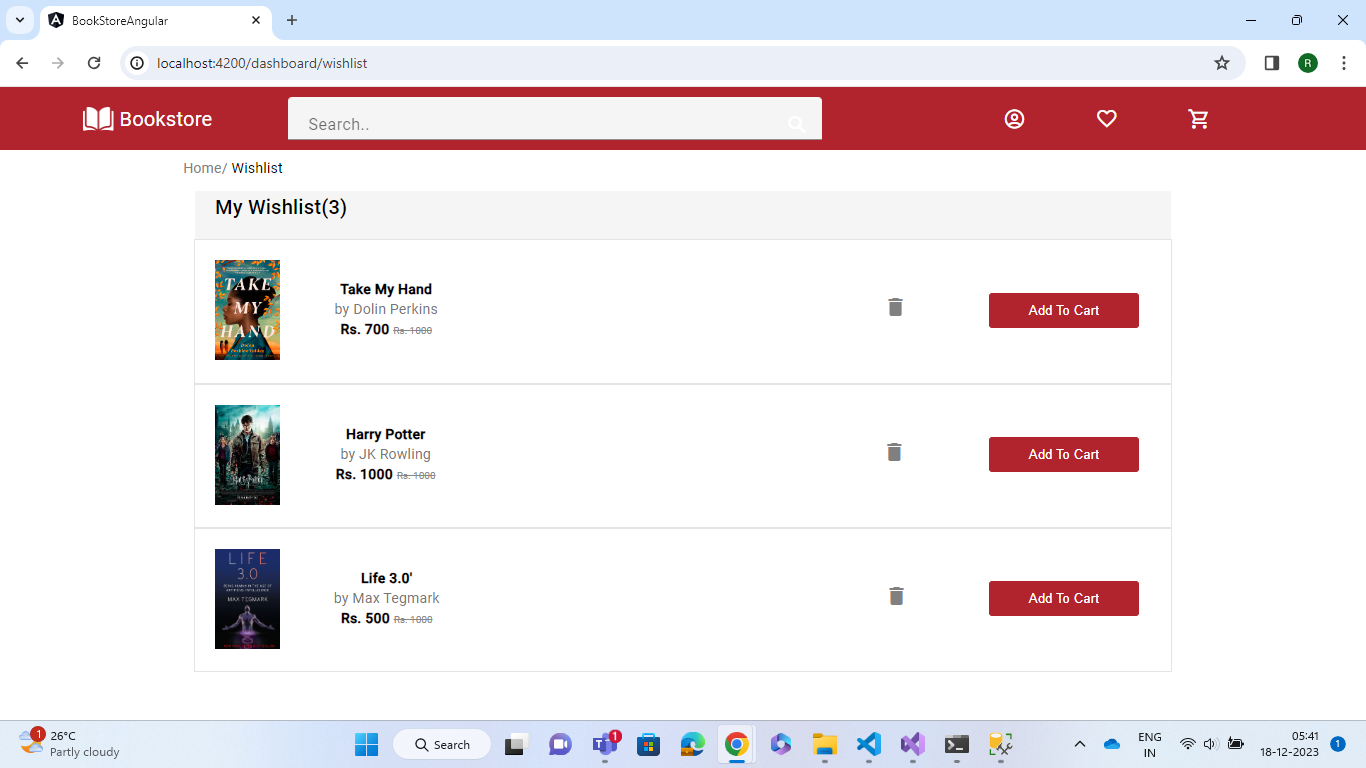 BookStoreAngular
localhost:4200/dashboard/wishlist
R
Bookstore
Search..
Home/ Wishlist
My Wishlist(3)
TAKE
MY
HAND
Take My Hand
by Dolin Perkins
Rs. 700 Rs. 1000
Add To Cart
Harry Potter
by JK Rowling
Rs. 1000 Rs. 1000
Add To Cart
LIFE
3.0
MAX TEGMARK
Life 3.0'
by Max Tegmark
Rs. 500 Rs. 1000
Add To Cart
1
26°C
Partly cloudy
Search
1
ENG
IN
05:41
18-12-2023
1